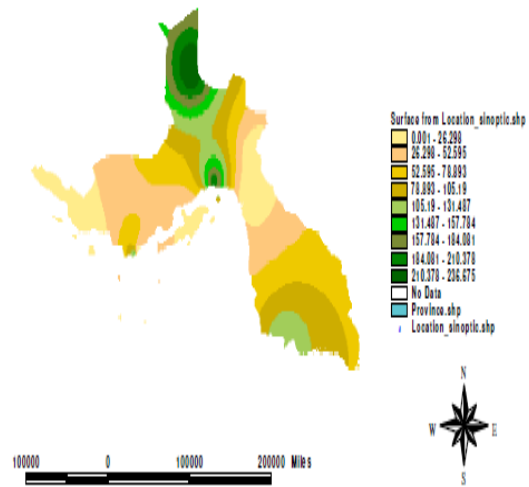 Surface from Location_sinoptic.shp
0.001 - 26.298
26.298 - 52.595
52.595 - 78.893
78.893 - 105.19
105.19 - 131.487
131.487 - 157.784
157.784 - 184.081
184.081 - 210.378
210.378 - 236.675
No Data
Province.shp
Location_sinoptic.shp
N
W E
S
100000 0 100000 200000 Miles